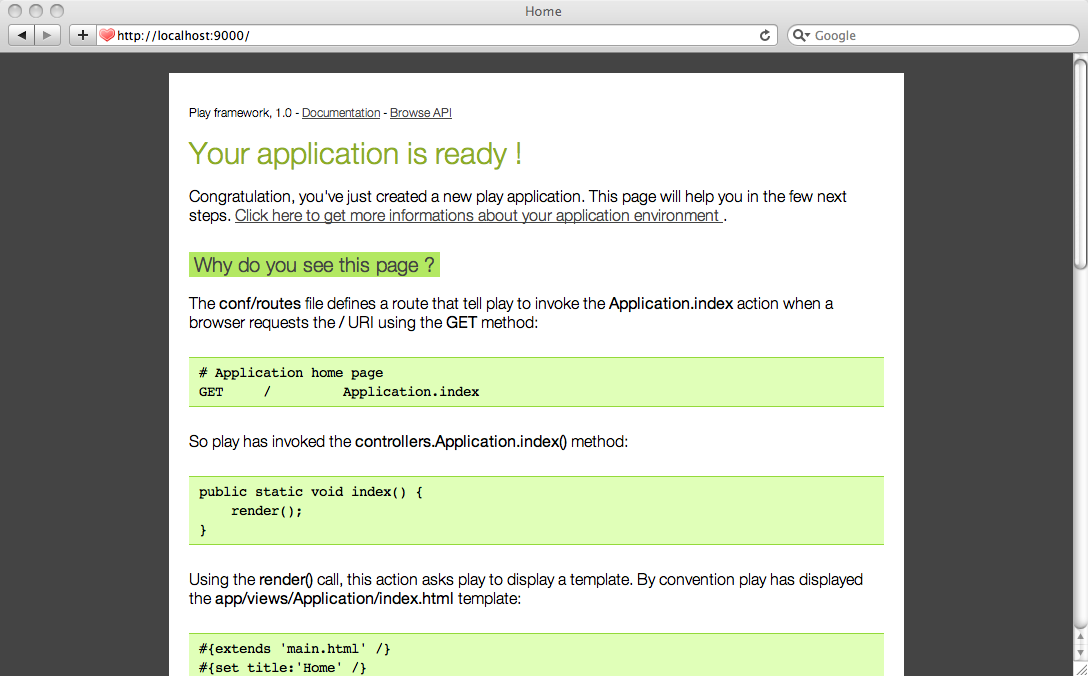 Home
http://localhost:9000/
Google
Play framework, 1.0 - Documentation - Browse API
Your application is ready !
Congratulation, you've just created a new play application. This page will help you in the few next
steps. Click here to get more informations about your application environment .
Why do you see this page ?
The conf/routes file defines a route that tell play to invoke the Application.index action when a
browser requests the / URI using the GET method:
# Application home page
GET / Application.index
So play has invoked the controllers.Application.index() method:
public static void index() {
render();
}
Using the render() call, this action asks play to display a template. By convention play has displayed
the app/views/Application/index.html template:
#{extends 'main.html' /}
#{set title:'Home' /}